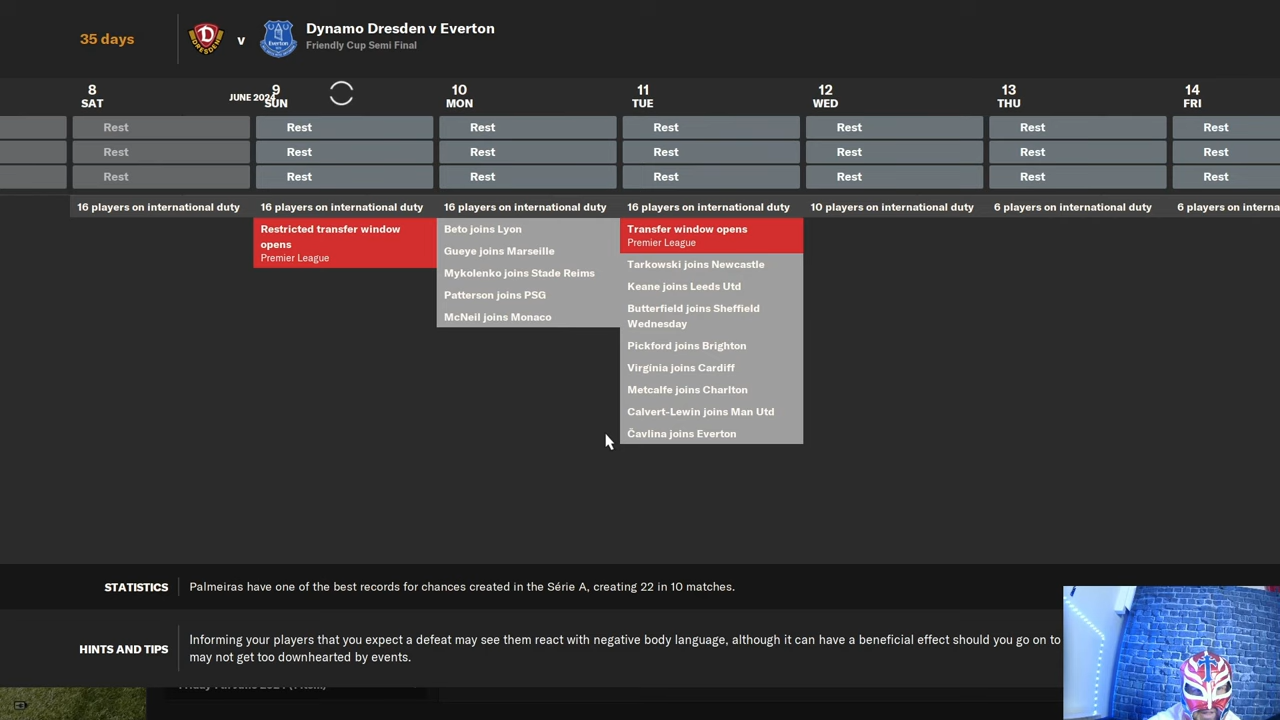 35 days
v
Dynamo Dresden v Everton
Friendly Cup Semi Final
8
SAT
JUNE 2024
9
SUN
10
MON
11
TUE
12
WED
13
THU
14
FRI
Rest Rest Rest Rest Rest Rest Rest
Rest Rest Rest Rest Rest Rest Rest
Rest Rest Rest Rest Rest Rest Rest
16 players on international duty
16 players on international duty
16 players on international duty
16 players on international duty
10 players on international duty
6 players on international duty
6 players on interna
Restricted transfer window
opens
Premier League
Beto joins Lyon
Gueye joins Marseille
Mykolenko joins Stade Reims
Patterson joins PSG
McNeil joins Monaco
Transfer window opens
Premier League
Tarkowski joins Newcastle
Keane joins Leeds Utd
Butterfield joins Sheffield
Wednesday
Pickford joins Brighton
Virgínia joins Cardiff
Metcalfe joins Charlton
Calvert-Lewin joins Man Utd
Čavlina joins Everton
STATISTICS
Palmeiras have one of the best records for chances created in the Série A, creating 22 in 10 matches.
HINTS AND TIPS
Informing your players that you expect a defeat may see them react with negative body language, although it can have a beneficial effect should you go on to
may not get too downhearted by events.